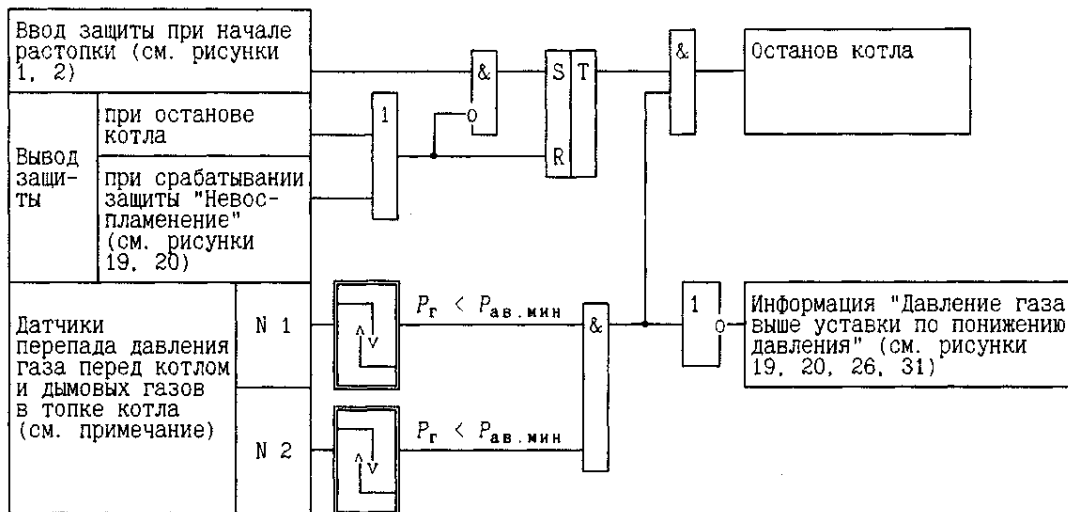 Ввод защиты при начале
растопки (см. рисунки
1, 2)
Вывод
защи-
ты
при останове
котла
при срабатывании
защиты "Невос-
пламенение"
(см. рисунки
19, 20)
Датчики
перепада давления
газа перед котлом
и дымовых газов
в топке котла
(см. примечание)
N 1
N 2
Pг < Pав.мин
Pг < Pав.мин
1
&
S T
R
&
&
1
Останов котла
Информация "Давление газа
выше уставки по понижению
давления" (см. рисунки
19, 20, 26, 31)